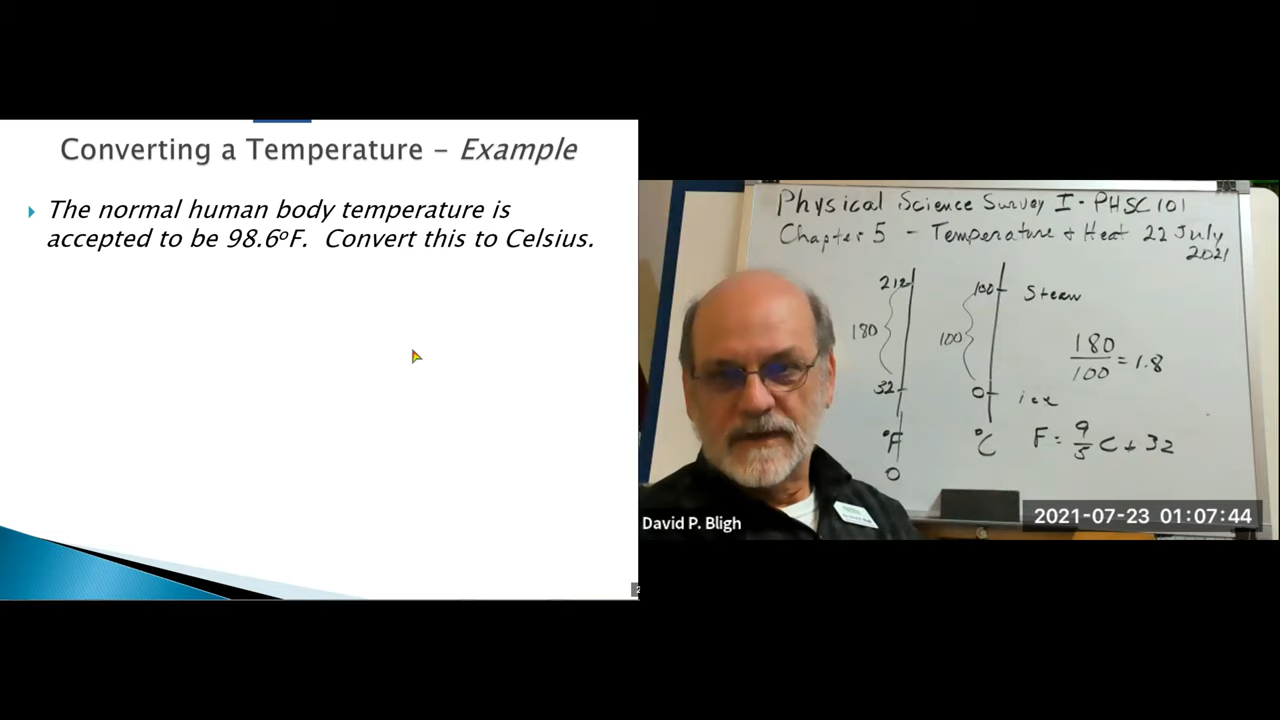 Converting a Temperature – Example
The normal human body temperature is
accepted to be 98.6°F. Convert this to Celsius.
Physical Science Survey I - PHSC 101
Chapter 5 - Temperature + Heat 22 July
2021
212
100
Steam
180
100
180
100
= 1.8
32
0
ice
°F
°C
F = 9/5 C + 32
0
David P. Bligh
2021-07-23 01:07:44